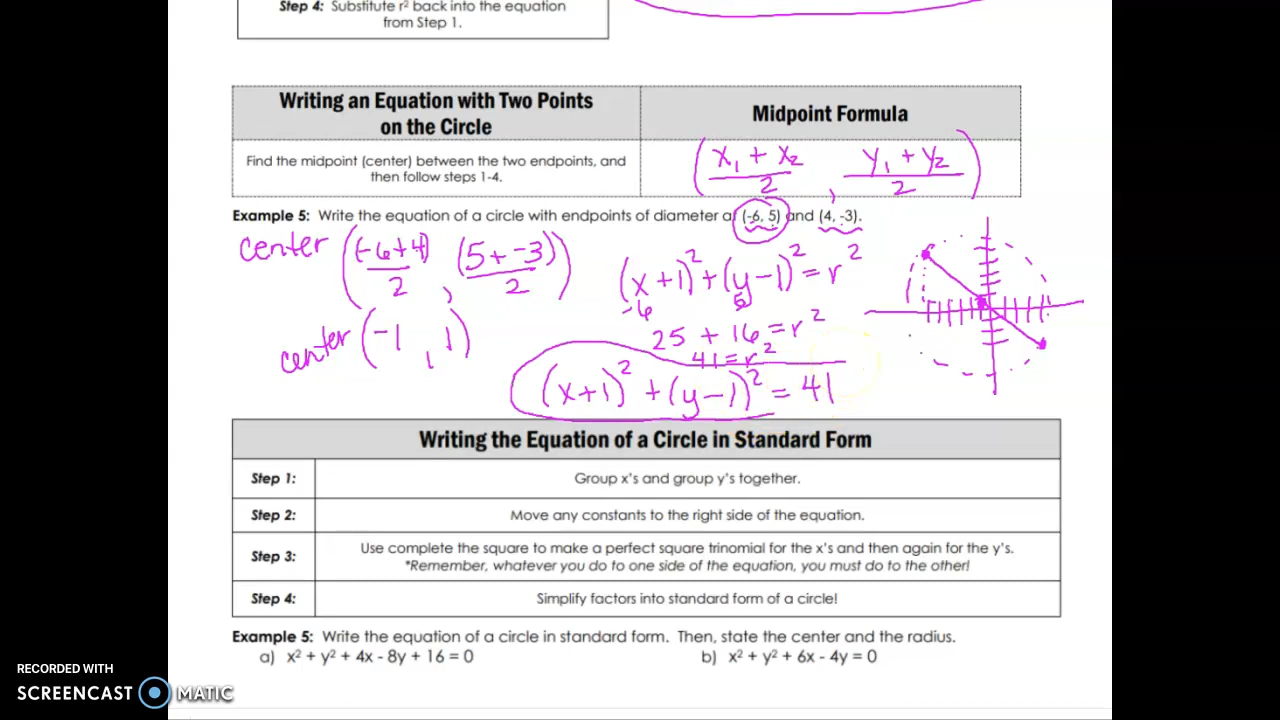 Step 4: Substitute r² back into the equation
from Step 1.
Writing an Equation with Two Points
on the Circle
Midpoint Formula
Find the midpoint (center) between the two endpoints, and
then follow steps 1-4.
(x₁ + x₂ / 2 , y₁ + y₂ / 2)
Example 5: Write the equation of a circle with endpoints of diameter a (-6, 5) and (4, -3).
center ((-6+4) / 2 , (5+-3) / 2)
(x+1)² + (y-1)² = r²
-6 5
center (-1 , 1)
25 + 16 = r²
41 = r²
(x+1)² + (y-1)² = 41
Writing the Equation of a Circle in Standard Form
Step 1: Group x's and group y's together.
Step 2: Move any constants to the right side of the equation.
Step 3: Use complete the square to make a perfect square trinomial for the x's and then again for the y's.
*Remember, whatever you do to one side of the equation, you must do to the other!
Step 4: Simplify factors into standard form of a circle!
Example 5: Write the equation of a circle in standard form. Then, state the center and the radius.
a) x² + y² + 4x - 8y + 16 = 0 b) x² + y² + 6x - 4y = 0
RECORDED WITH
SCREENCAST MATIC